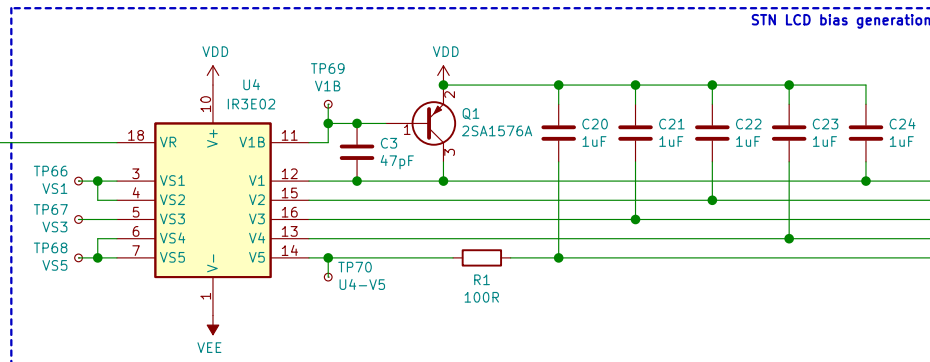 STN LCD bias generation
VDD
VDD
TP69
V1B
U4
IR3E02
10
2
Q1
2SA1576A
1
3
C20
1uF
C21
1uF
C22
1uF
C23
1uF
C24
1uF
18
VR
V+
V1B
11
C3
47pF
TP66
VS1
3
VS1
V1
12
4
VS2
V2
15
TP67
VS3
5
VS3
V3
16
TP68
VS5
6
VS4
V4
13
7
VS5
V5
14
V-
1
TP70
U4-V5
R1
100R
VEE